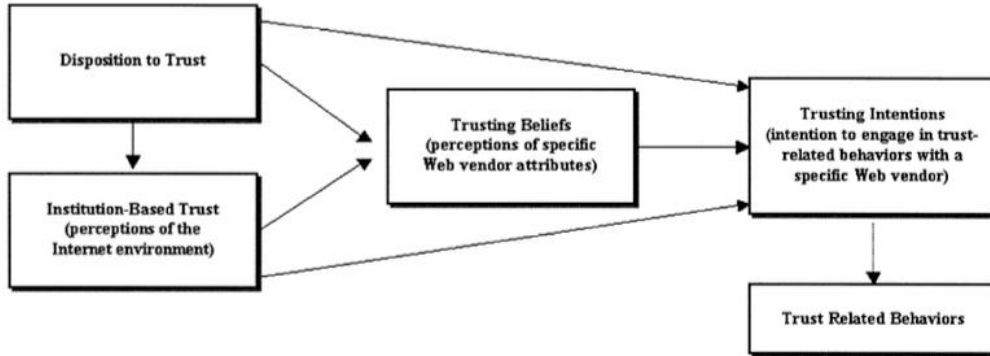 Disposition to Trust
Institution-Based Trust
(perceptions of the
Internet environment)
Trusting Beliefs
(perceptions of specific
Web vendor attributes)
Trusting Intentions
(intention to engage in trust-
related behaviors with a
specific Web vendor)
Trust Related Behaviors